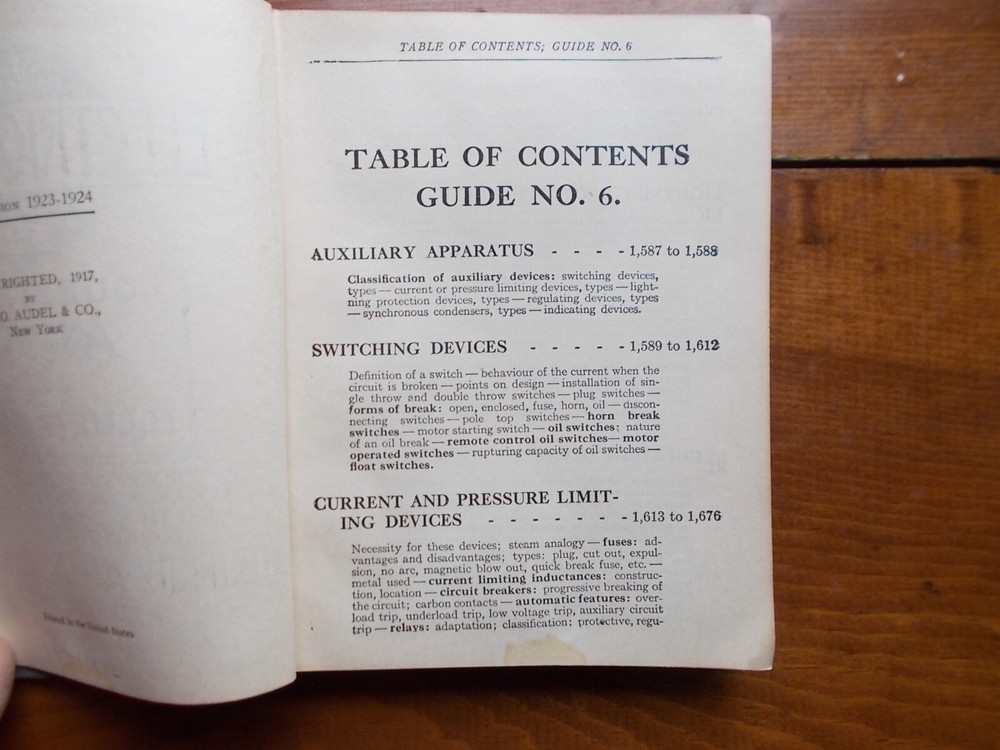 1923-1924
RIGHTED, 1917,
BY
O. AUDEL & CO.,
NEW YORK
Printed in the United States
TABLE OF CONTENTS; GUIDE NO. 6
TABLE OF CONTENTS
GUIDE NO. 6.
AUXILIARY APPARATUS - - - - 1,587 to 1,588
Classification of auxiliary devices: switching devices,
types — current or pressure limiting devices, types — light-
ning protection devices, types — regulating devices, types
— synchronous condensers, types — indicating devices.
SWITCHING DEVICES - - - - - 1,589 to 1,612
Definition of a switch — behaviour of the current when the
circuit is broken — points on design — installation of sin-
gle throw and double throw switches — plug switches —
forms of break: open, enclosed, fuse, horn, oil — discon-
necting switches — pole top switches — horn break
switches — motor starting switch — oil switches: nature
of an oil break — remote control oil switches — motor
operated switches — rupturing capacity of oil switches —
float switches.
CURRENT AND PRESSURE LIMIT-
ING DEVICES - - - - - - - 1,613 to 1,676
Necessity for these devices; steam analogy — fuses: ad-
vantages and disadvantages; types: plug, cut out, expul-
sion, no arc, magnetic blow out, quick break fuse, etc. —
metal used — current limiting inductances: construc-
tion, location — circuit breakers: progressive breaking of
the circuit; carbon contacts — automatic features: over-
load trip, underload trip, low voltage trip, auxiliary circuit
trip — relays: adaptation; classification: protective, regu-